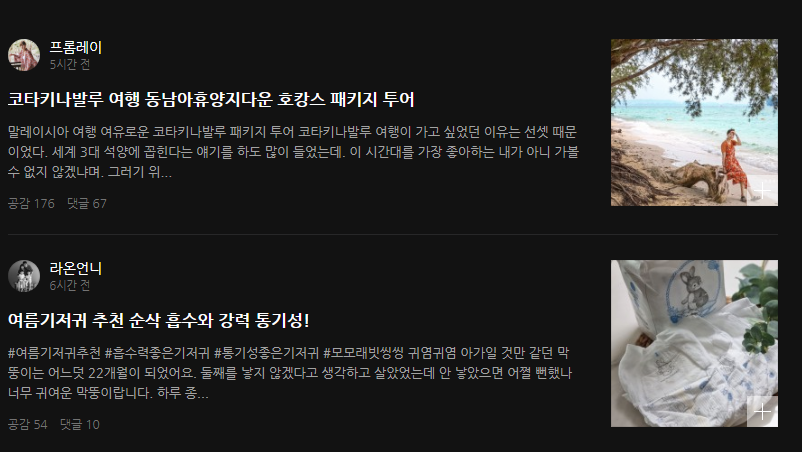 프롬레이
5시간 전
코타키나발루 여행 동남아휴양지다운 호캉스 패키지 투어
말레이시아 여행 여유로운 코타키나발루 패키지 투어 코타키나발루 여행이 가고 싶었던 이유는 선셋 때문
이었다. 세계 3대 석양에 꼽힌다는 얘기를 하도 많이 들었는데. 이 시간대를 가장 좋아하는 내가 아니 가볼
수 없지 않겠냐며. 그러기 위...
공감 176 댓글 67
라온언니
6시간 전
여름기저귀 추천 순삭 흡수와 강력 통기성!
#여름기저귀추천 #흡수력좋은기저귀 #통기성좋은기저귀 #모모래빗씽씽 귀염귀염 아가일 것만 같던 막
뚱이는 어느덧 22개월이 되었어요. 둘째를 낳지 않겠다고 생각하고 살았었는데 안 낳았으면 어쩔 뻔했나
너무 귀여운 막뚱이랍니다. 하루 종...
공감 54 댓글 10